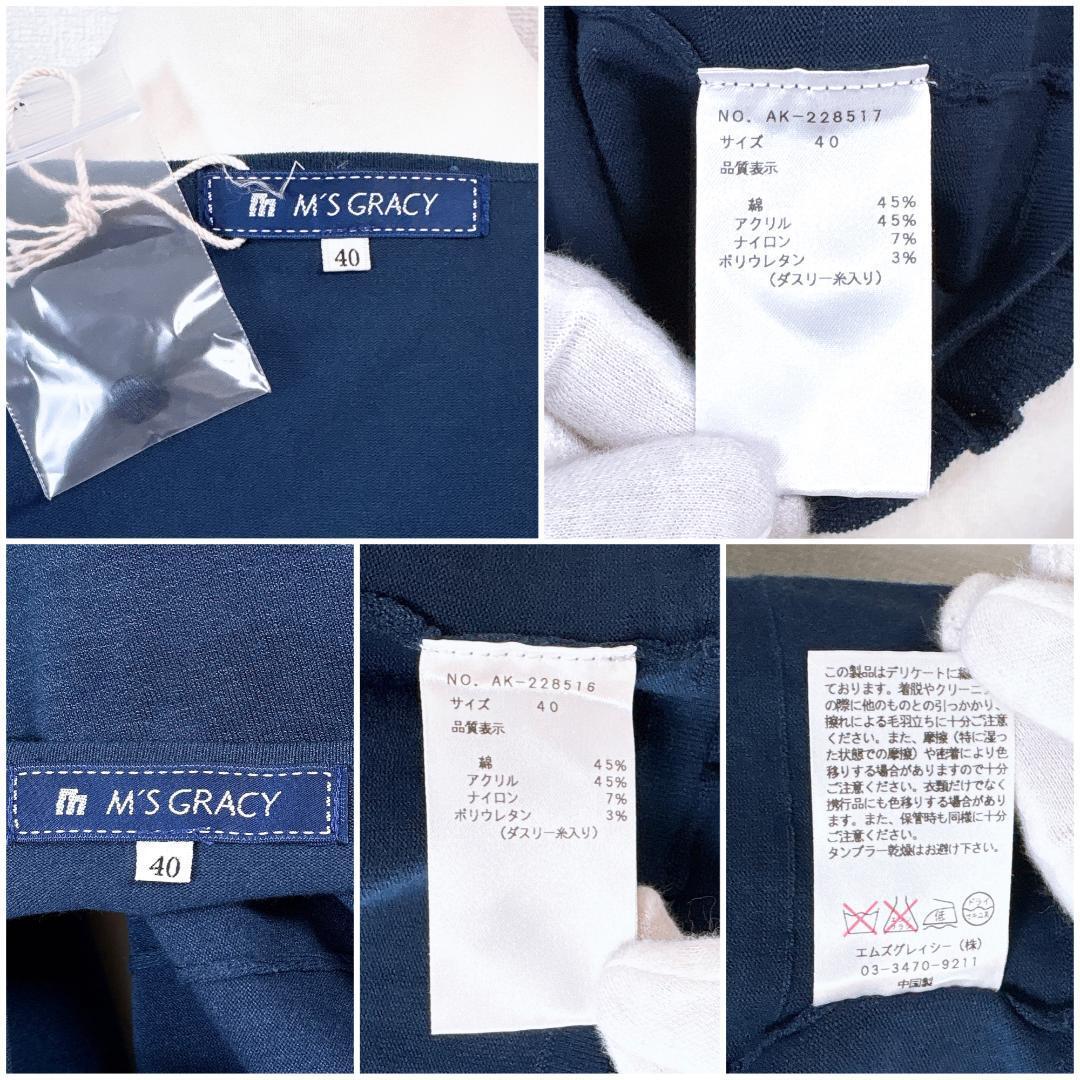 M'S GRACY
40
NO. AK-228517
サイズ 40
品質表示
綿 45%
アクリル 45%
ナイロン 7%
ポリウレタン 3%
(ダスリー糸入り)
M'S GRACY
40
NO. AK-228516
サイズ 40
品質表示
綿 45%
アクリル 45%
ナイロン 7%
ポリウレタン 3%
(ダスリー糸入り)
この製品はデリケートに
ております。着脱やクリーニ
の際に他のものとの引っかかり、
擦れによる毛羽立ちに十分ご注意
ください。また、摩擦(特に湿っ
た状態での摩擦)や密着により色
移りする場合がありますので十分
ご注意ください。衣類だけでなく
携行品にも色移りする場合があり
ます。また、保管時も同様に十分
ご注意ください。
タンブラー乾燥はお避け下さい。
低 ドライ
エムズグレイシー(株)
03-3470-9211
中国製